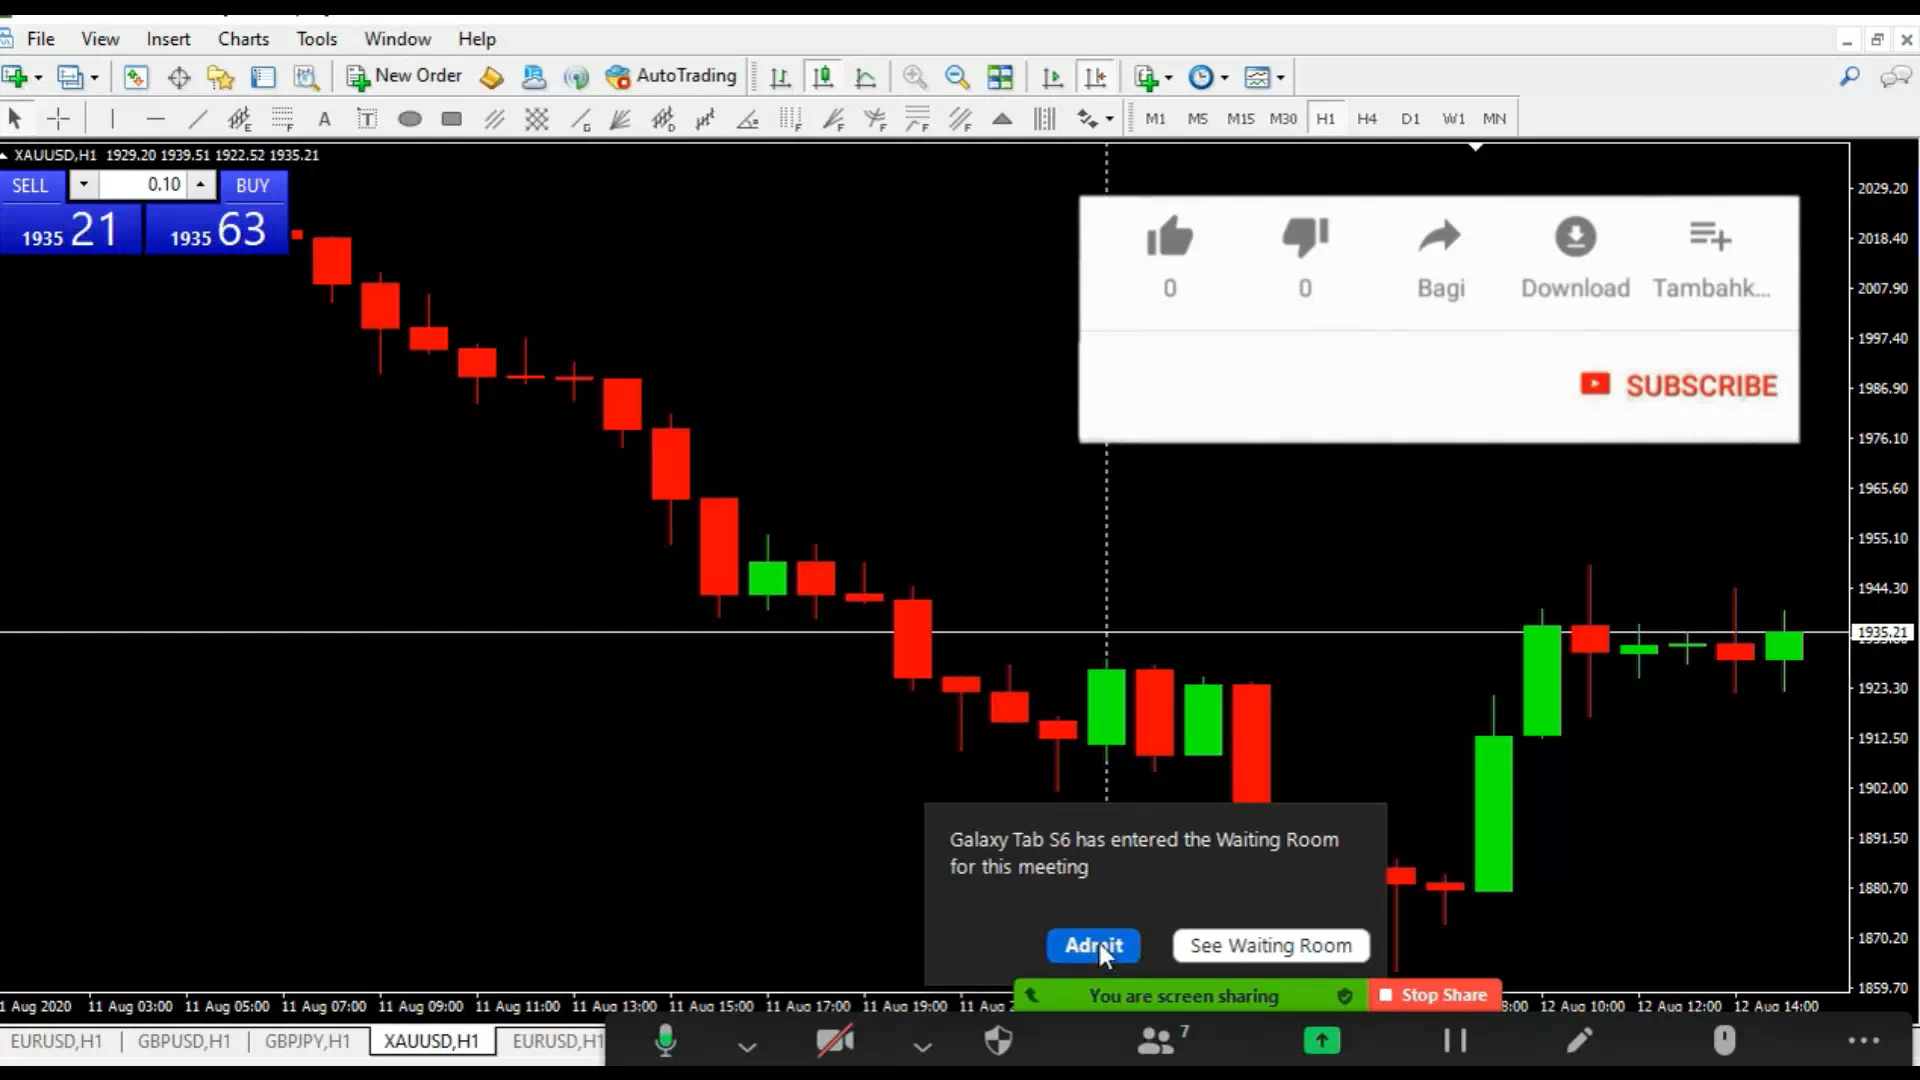 File View Insert Charts Tools Window Help
New Order AutoTrading
M1 M5 M15 M30 H1 H4 D1 W1 MN
XAUUSD,H1 1929.20 1939.51 1922.52 1935.21
SELL 0.10 BUY
1935 21 1935 63
0 0 Bagi Download Tambahk...
SUBSCRIBE
2029.20
2018.40
2007.90
1997.40
1986.90
1976.10
1965.60
1955.10
1944.30
1935.21
1923.30
1912.50
1902.00
1891.50
1880.70
1870.20
1859.70
Galaxy Tab S6 has entered the Waiting Room
for this meeting
Admit See Waiting Room
You are screen sharing Stop Share
Aug 2020 11 Aug 03:00 11 Aug 05:00 11 Aug 07:00 11 Aug 09:00 11 Aug 11:00 11 Aug 13:00 11 Aug 15:00 11 Aug 17:00 11 Aug 19:00 11 Aug 12 Aug 10:00 12 Aug 12:00 12 Aug 14:00
EURUSD,H1 GBPUSD,H1 GBPJPY,H1 XAUUSD,H1 EURUSD,H1
7